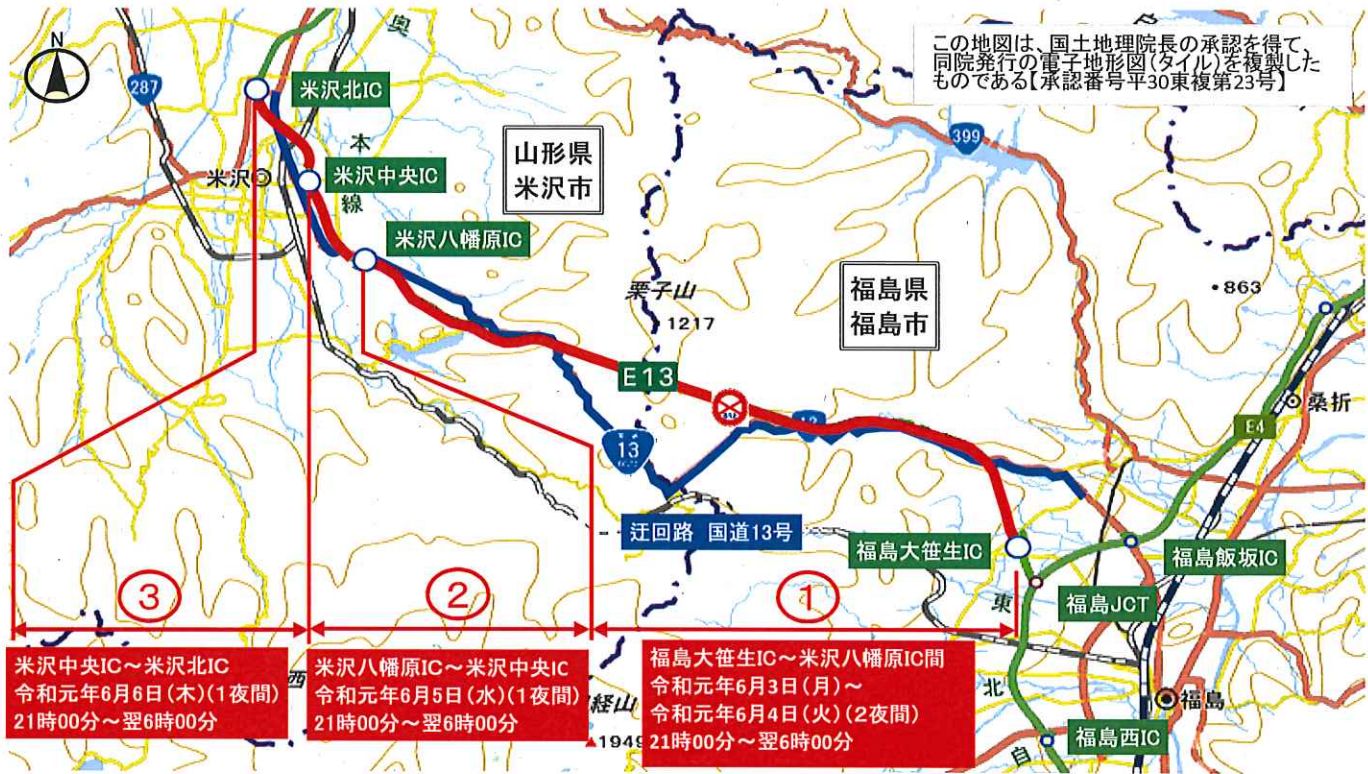 この地図は、国土地理院長の承認を得て、
同院発行の電子地形図(タイル)を複製した
ものである【承認番号平30東複第23号】
N
287
奥
米沢北IC
本
399
山形県
米沢市
米沢
米沢中央IC
線
米沢八幡原IC
栗子山
1217
福島県
福島市
863
E13
13
13
桑折
E4
迂回路 国道13号
福島大笹生IC
福島飯坂IC
福島JCT
東
北
自
福島
福島西IC
③
②
①
米沢中央IC～米沢北IC
令和元年6月6日(木)(1夜間)
21時00分～翌6時00分
西
米沢八幡原IC～米沢中央IC
令和元年6月5日(水)(1夜間)
21時00分～翌6時00分
経山
1949
福島大笹生IC～米沢八幡原IC間
令和元年6月3日(月)～
令和元年6月4日(火)(2夜間)
21時00分～翌6時00分